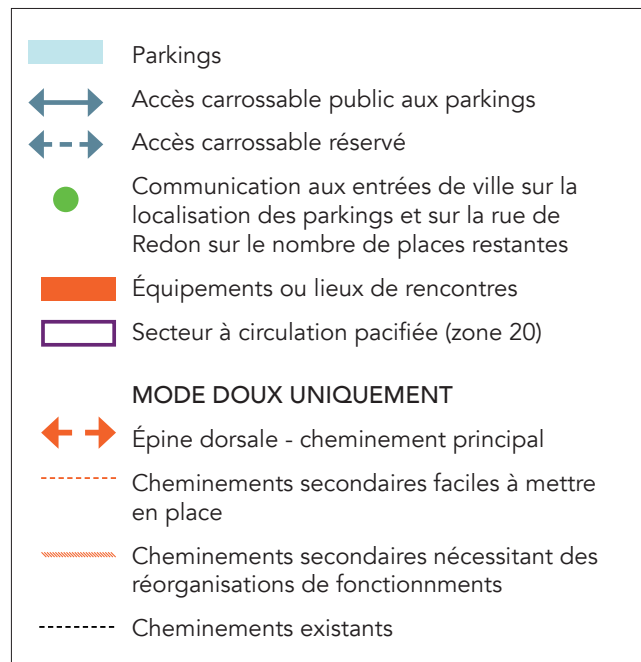 Parkings
Accès carrossable public aux parkings
Accès carrossable réservé
Communication aux entrées de ville sur la
localisation des parkings et sur la rue de
Redon sur le nombre de places restantes
Équipements ou lieux de rencontres
Secteur à circulation pacifiée (zone 20)
MODE DOUX UNIQUEMENT
Épine dorsale - cheminement principal
Cheminements secondaires faciles à mettre
en place
Cheminements secondaires nécessitant des
réorganisations de fonctionnments
Cheminements existants